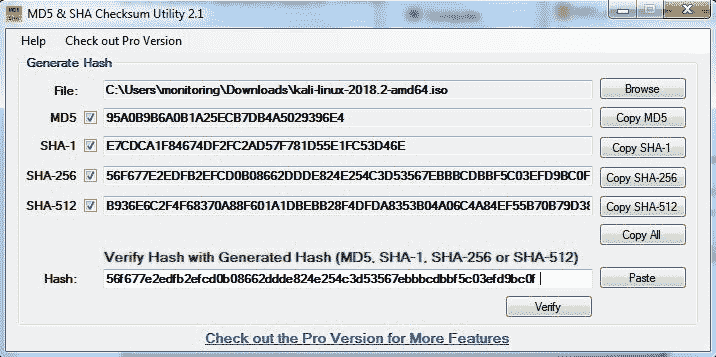 MD5 & SHA Checksum Utility 2.1
Help Check out Pro Version
Generate Hash
File: C:\Users\monitoring\Downloads\kali-linux-2018.2-amd64.iso Browse
MD5 95A0B9B6A0B1A25ECB7DB4A5029396E4 Copy MD5
SHA-1 E7CDCA1F84674DF2FC2AD57F781D55E1FC53D46E Copy SHA-1
SHA-256 56F677E2EDFB2EFCD0B08662DDDE824E254C3D53567EBBBCDBBF5C03EFD9BC0F Copy SHA-256
SHA-512 B936E6C2F4F68370A88F601A1DBEBB28F4DFDA8353B04A06C4A84EF55B70B79D38 Copy SHA-512
Copy All
Verify Hash with Generated Hash (MD5, SHA-1, SHA-256 or SHA-512)
Hash: 56f677e2edfb2efcd0b08662ddde824e254c3d53567ebbbcdbbf5c03efd9bc0f Paste
Verify
Check out the Pro Version for More Features